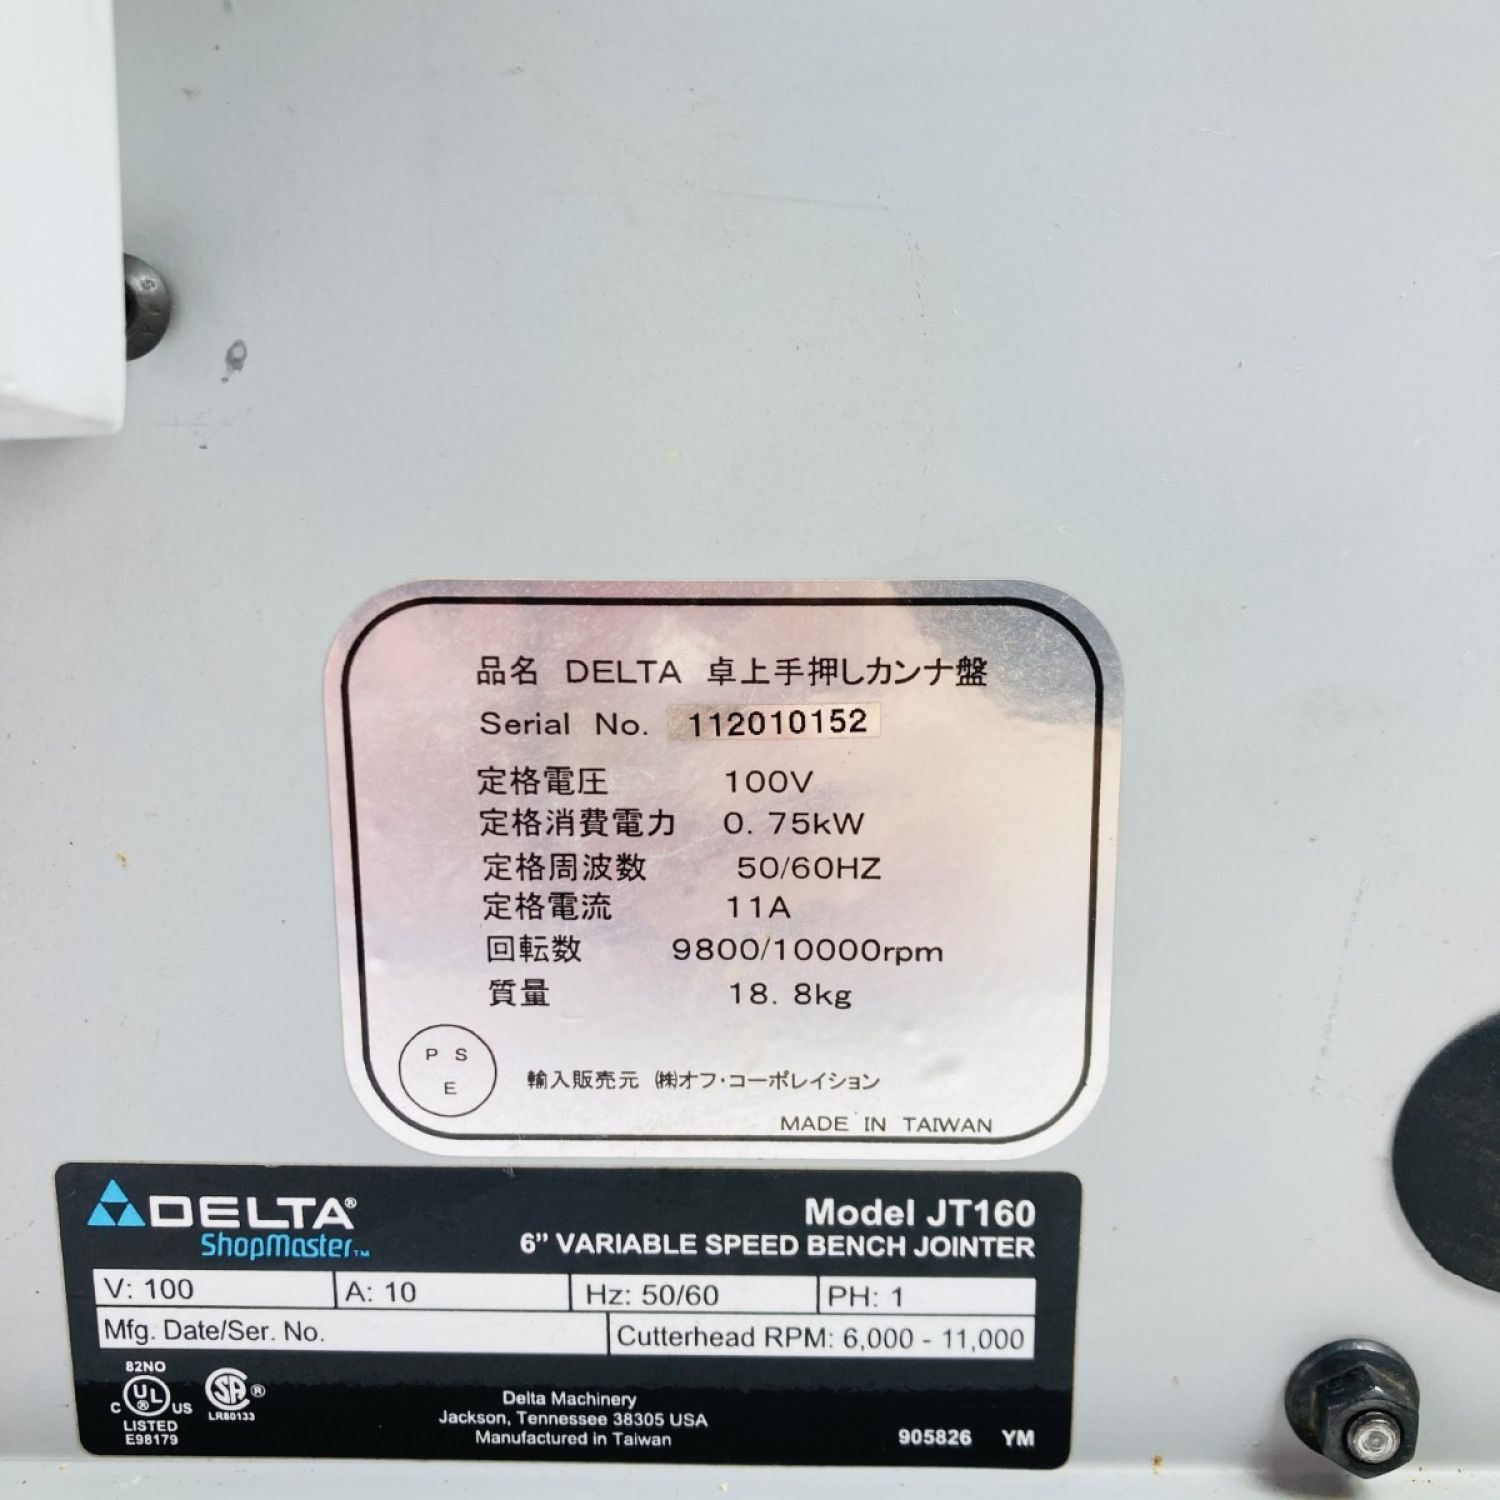 品名 DELTA 卓上手押しカンナ盤
Serial No. 112010152
定格電圧 100V
定格消費電力 0.75kW
定格周波数 50/60HZ
定格電流 11A
回転数 9800/10000rpm
質量 18.8kg
P S
E
輸入販売元 ㈱オフ・コーポレイション
MADE IN TAIWAN
DELTA® Model JT160
ShopMaster™ 6” VARIABLE SPEED BENCH JOINTER
V: 100 A: 10 Hz: 50/60 PH: 1
Mfg. Date/Ser. No. Cutterhead RPM: 6,000 - 11,000
82NO
C UL ® US SA ®
LISTED LR80133
E98179
Delta Machinery
Jackson, Tennessee 38305 USA
Manufactured in Taiwan 905826 YM